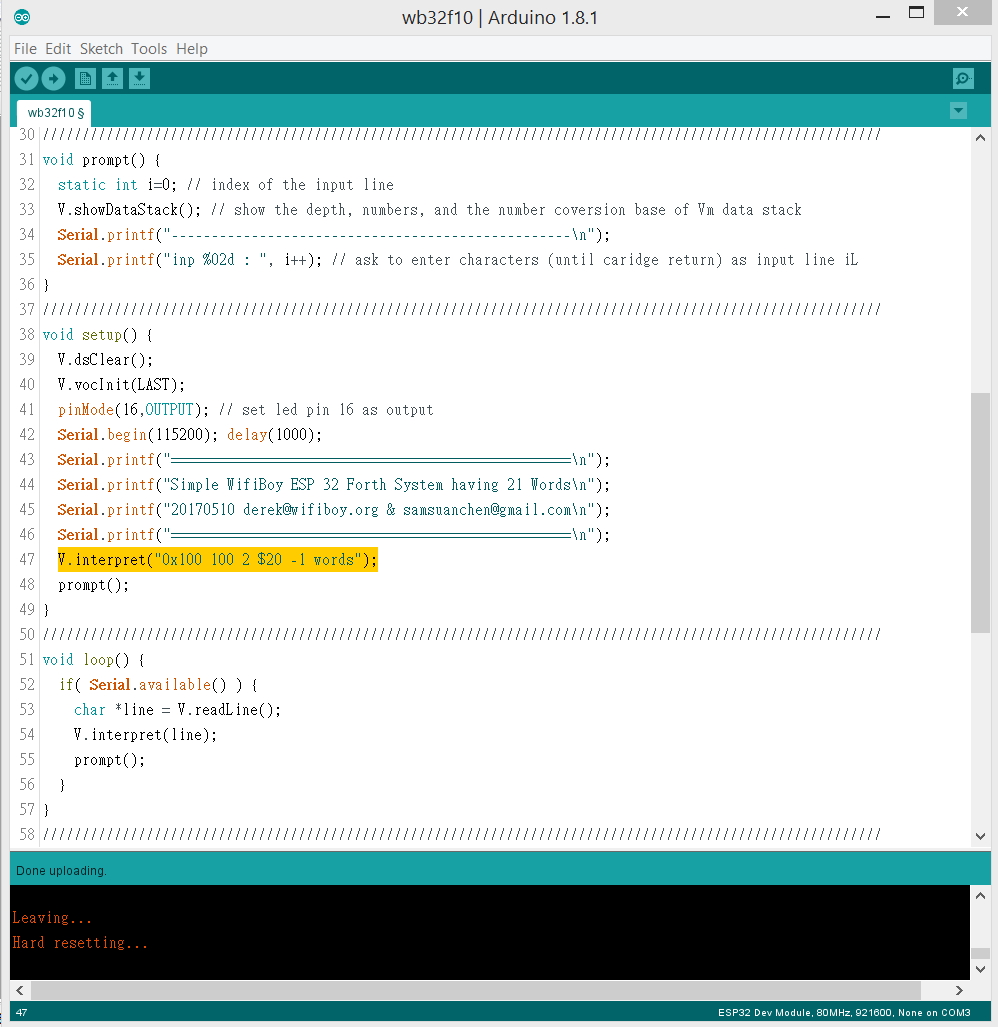 wb32f10 | Arduino 1.8.1
File Edit Sketch Tools Help
wb32f10 §
30 /////////////////////////////////////////////////////////////////////////////////////////////////////////
31 void prompt() {
32   static int i=0; // index of the input line
33   V.showDataStack(); // show the depth, numbers, and the number coversion base of Vm data stack
34   Serial.printf("--------------------------------------------------\n");
35   Serial.printf("inp %02d : ", i++); // ask to enter characters (until caridge return) as input line iL
36 }
37 /////////////////////////////////////////////////////////////////////////////////////////////////////////
38 void setup() {
39   V.dsClear();
40   V.vocInit(LAST);
41   pinMode(16,OUTPUT); // set led pin 16 as output
42   Serial.begin(115200); delay(1000);
43   Serial.printf("==================================================\n");
44   Serial.printf("Simple WifiBoy ESP 32 Forth System having 21 Words\n");
45   Serial.printf("20170510 derek@wifiboy.org & samsuanchen@gmail.com\n");
46   Serial.printf("==================================================\n");
47   V.interpret("0x100 100 2 $20 -1 words");
48   prompt();
49 }
50 /////////////////////////////////////////////////////////////////////////////////////////////////////////
51 void loop() {
52   if( Serial.available() ) {
53     char *line = V.readLine();
54     V.interpret(line);
55     prompt();
56   }
57 }
58 /////////////////////////////////////////////////////////////////////////////////////////////////////////
Done uploading.
Leaving...
Hard resetting...
47 ESP32 Dev Module, 80MHz, 921600, None on COM3